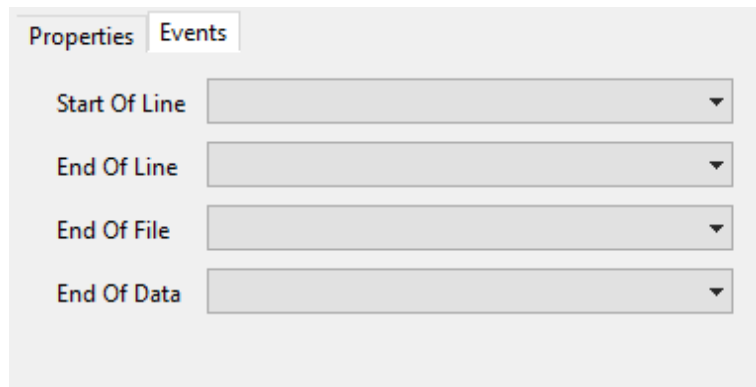 Properties Events
Start Of Line
End Of Line
End Of File
End Of Data